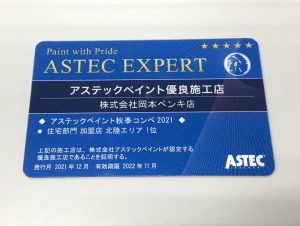 Paint with Pride
ASTEC EXPERT
★★★★★
アステックペイント優良施工店
株式会社岡本ペンキ店
◆ アステックペイント秋季コンペ2021 ◆
● 住宅部門 加盟店 北陸エリア 1位
上記の施工店は、株式会社アステックペイントが認定する
優良施工店であることを証明する。
発行月 2021年12月 有効期限 2022年11月
ASTEC